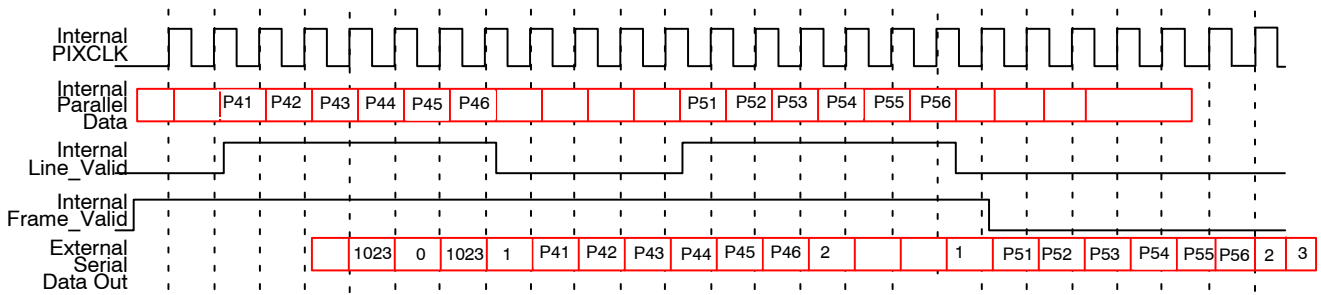 Internal
PIXCLK
Internal
Parallel
Data
P41 P42 P43 P44 P45 P46 P51 P52 P53 P54 P55 P56
Internal
Line_Valid
Internal
Frame_Valid
External
Serial
Data Out
1023 0 1023 1 P41 P42 P43 P44 P45 P46 2 1 P51 P52 P53 P54 P55 P56 2 3